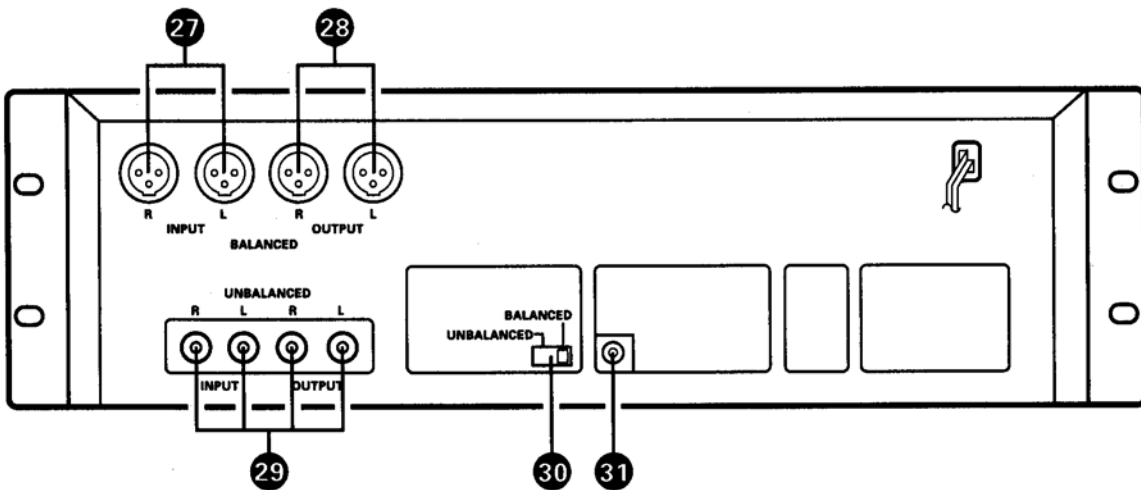 27 28
R L R L
INPUT OUTPUT
BALANCED
UNBALANCED
R L R L
BALANCED
UNBALANCED
INPUT OUTPUT
29 30 31